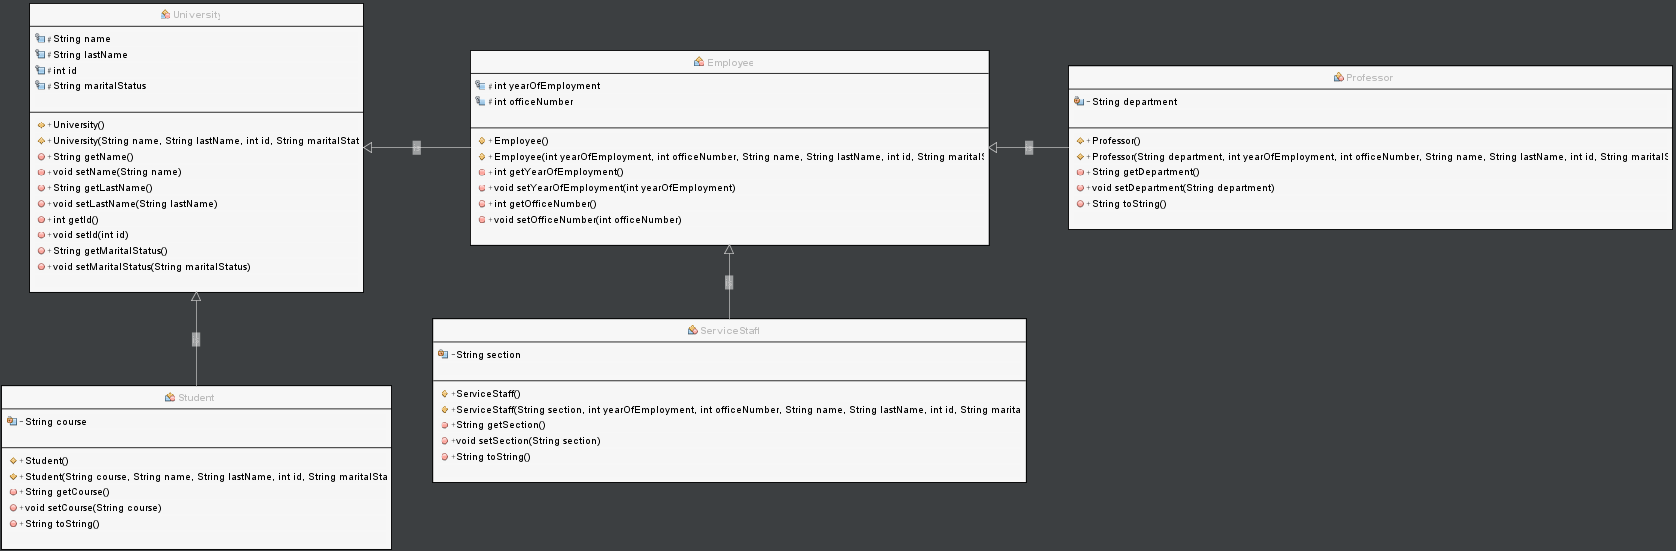 University
# String name
# String lastName
# int id
# String maritalStatus
+ University()
+ University(String name, String lastName, int id, String maritalStat
+ String getName()
+ void setName(String name)
+ String getLastName()
+ void setLastName(String lastName)
+ int getId()
+ void setId(int id)
+ String getMaritalStatus()
+ void setMaritalStatus(String maritalStatus)
Employee
# int yearOfEmployment
# int officeNumber
+ Employee()
+ Employee(int yearOfEmployment, int officeNumber, String name, String lastName, int id, String marital
+ int getYearOfEmployment()
+ void setYearOfEmployment(int yearOfEmployment)
+ int getOfficeNumber()
+ void setOfficeNumber(int officeNumber)
Professor
- String department
+ Professor()
+ Professor(String department, int yearOfEmployment, int officeNumber, String name, String lastName, int id, String marital
+ String getDepartment()
+ void setDepartment(String department)
+ String toString()
ServiceStaff
- String section
+ ServiceStaff()
+ ServiceStaff(String section, int yearOfEmployment, int officeNumber, String name, String lastName, int id, String marita
+ String getSection()
+ void setSection(String section)
+ String toString()
Student
- String course
+ Student()
+ Student(String course, String name, String lastName, int id, String maritalSta
+ String getCourse()
+ void setCourse(String course)
+ String toString()